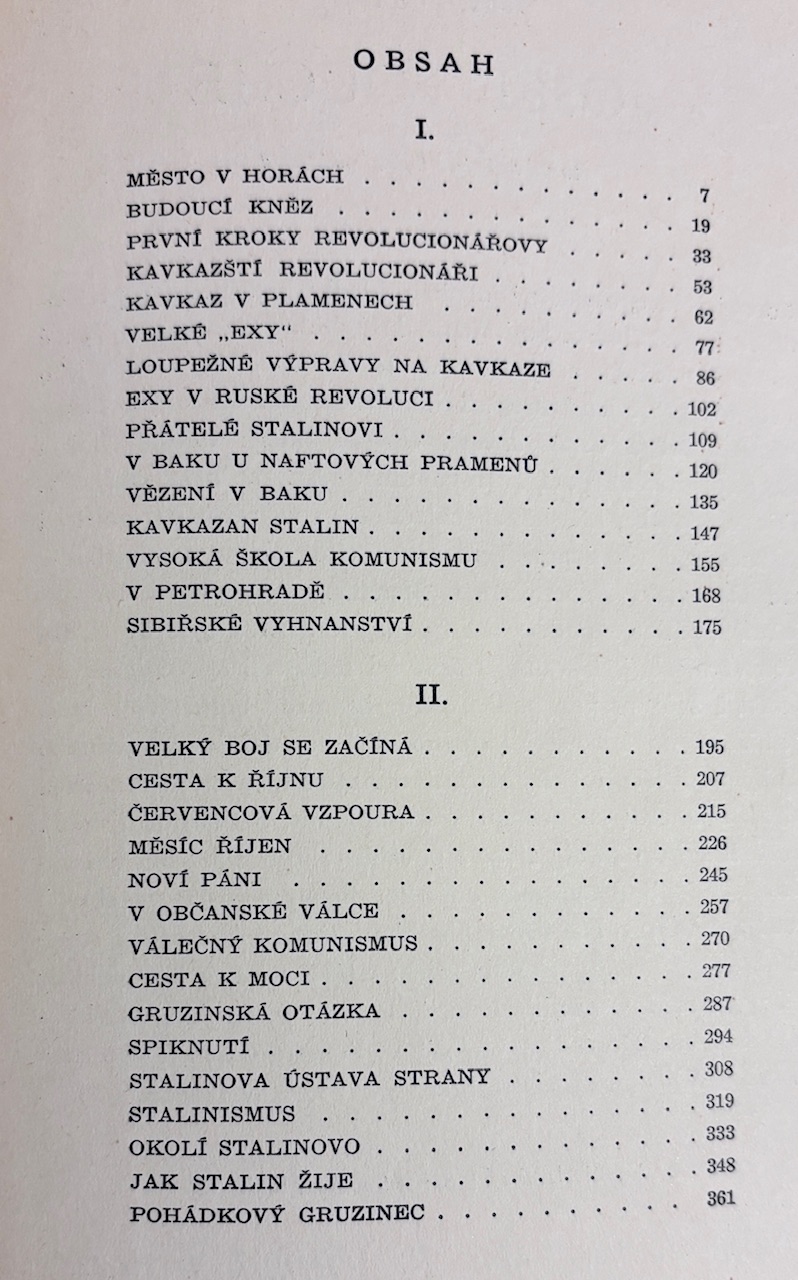 OBSAH
I.
MĚSTO V HORÁCH . . . . . . . . . . . . 7
BUDOUCÍ KNĚZ . . . . . . . . . . . . . 19
PRVNÍ KROKY REVOLUCIONÁŘOVY . . . . . 33
KAVKAZŠTÍ REVOLUCIONÁŘI . . . . . . . . 53
KAVKAZ V PLAMENECH . . . . . . . . . . 62
VELKÉ „EXY“ . . . . . . . . . . . . . . 77
LOUPEŽNÉ VÝPRAVY NA KAVKAZE . . . . . 86
EXY V RUSKÉ REVOLUCI . . . . . . . . . . 102
PŘÁTELÉ STALINOVI . . . . . . . . . . . . 109
V BAKU U NAFTOVÝCH PRAMENŮ . . . . . . 120
VĚZENÍ V BAKU . . . . . . . . . . . . . . 135
KAVKAZAN STALIN . . . . . . . . . . . . . 147
VYSOKÁ ŠKOLA KOMUNISMU . . . . . . . . 155
V PETROHRADĚ . . . . . . . . . . . . . . 168
SIBIŘSKÉ VYHNANSTVÍ . . . . . . . . . . . 175
II.
VELKÝ BOJ SE ZAČÍNÁ . . . . . . . . . . . 195
CESTA K ŘÍJNU . . . . . . . . . . . . . . 207
ČERVENCOVÁ VZPOURA . . . . . . . . . . . 215
MĚSÍC ŘÍJEN . . . . . . . . . . . . . . . 226
NOVÍ PÁNI . . . . . . . . . . . . . . . . 245
V OBČANSKÉ VÁLCE . . . . . . . . . . . . 257
VÁLEČNÝ KOMUNISMUS . . . . . . . . . . . 270
CESTA K MOCI . . . . . . . . . . . . . . . 277
GRUZINSKÁ OTÁZKA . . . . . . . . . . . . 287
SPIKNUTÍ . . . . . . . . . . . . . . . . . 294
STALINOVA ÚSTAVA STRANY . . . . . . . . 308
STALINISMUS . . . . . . . . . . . . . . . 319
OKOLÍ STALINOVO . . . . . . . . . . . . . 333
JAK STALIN ŽIJE . . . . . . . . . . . . . 348
POHÁDKOVÝ GRUZINEC . . . . . . . . . . 361